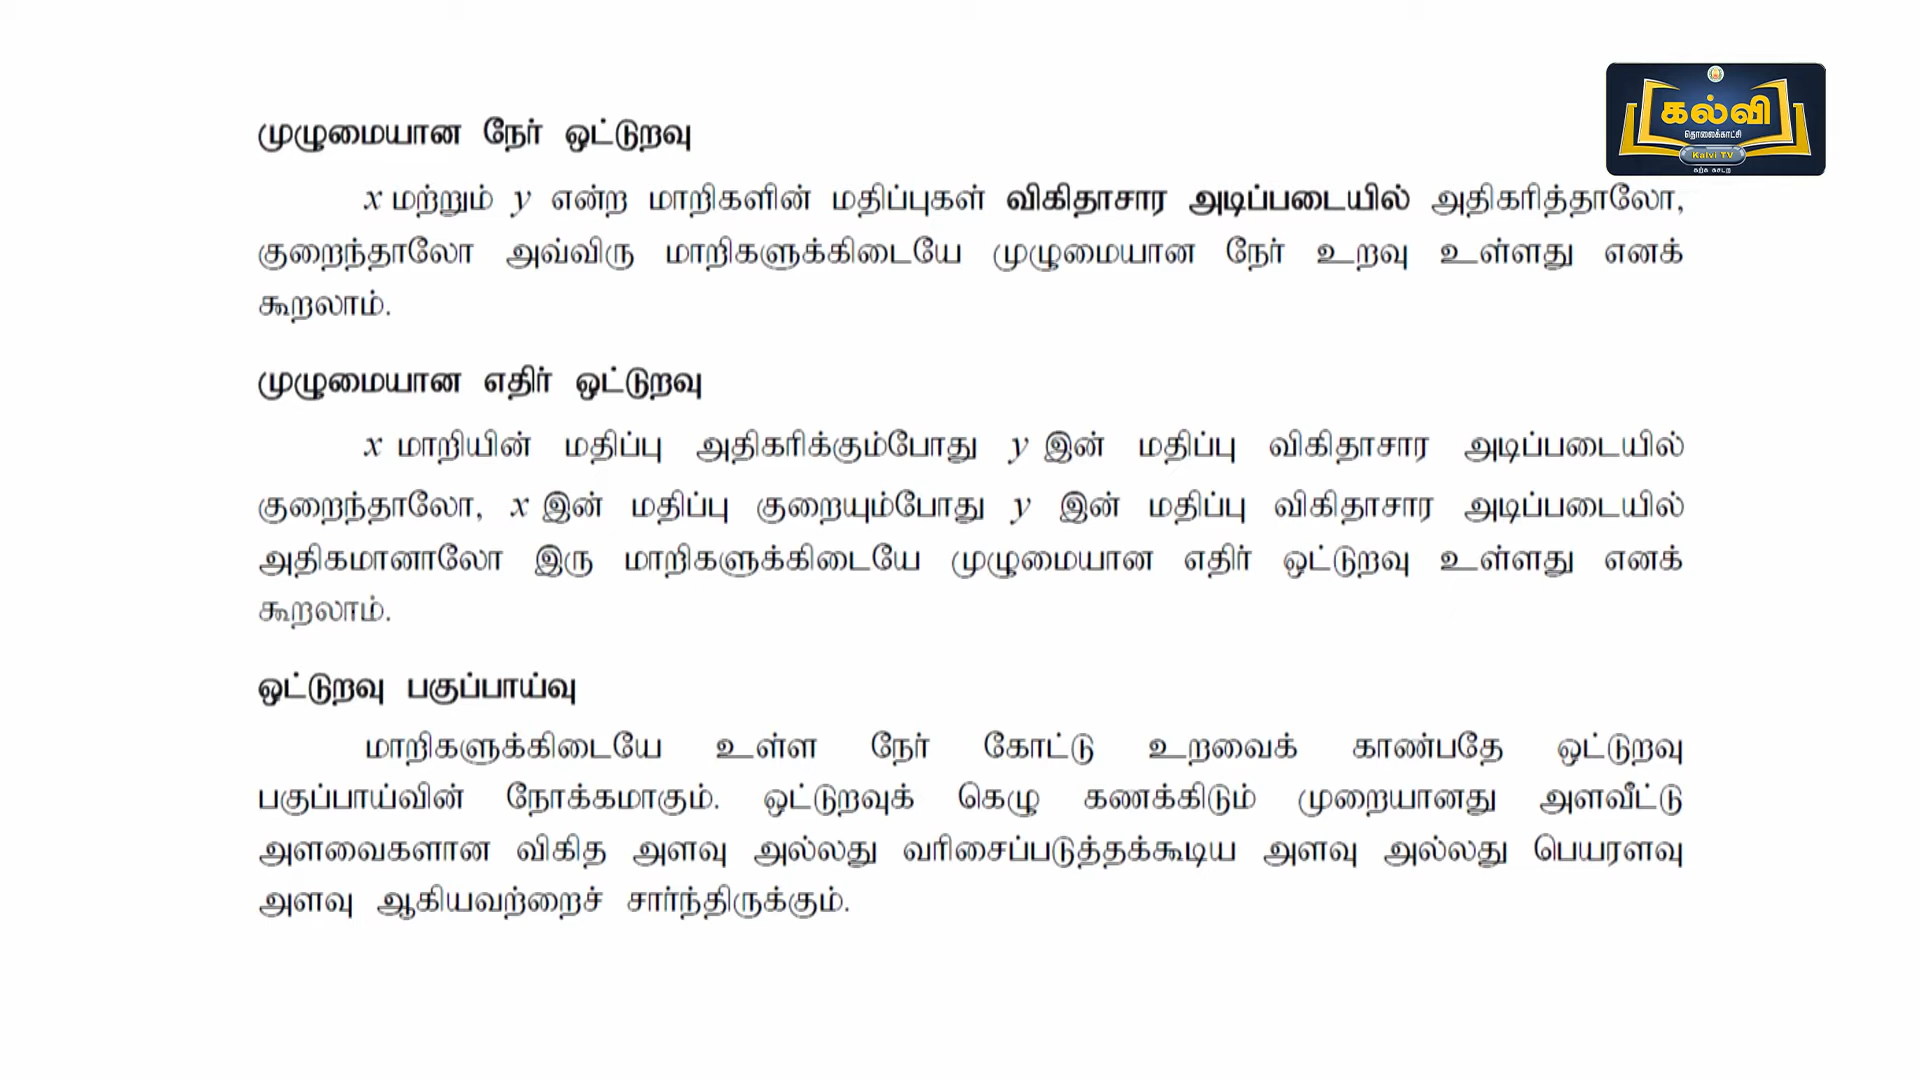 கல்வி
தொலைக்காட்சி
Kalvi TV
கற்க கசடற
முழுமையான நேர் ஒட்டுறவு
x மற்றும் y என்ற மாறிகளின் மதிப்புகள் விகிதாசார அடிப்படையில் அதிகரித்தாலோ,
குறைந்தாலோ அவ்விரு மாறிகளுக்கிடையே முழுமையான நேர் உறவு உள்ளது எனக்
கூறலாம்.
முழுமையான எதிர் ஒட்டுறவு
x மாறியின் மதிப்பு அதிகரிக்கும்போது y இன் மதிப்பு விகிதாசார அடிப்படையில்
குறைந்தாலோ, x இன் மதிப்பு குறையும்போது y இன் மதிப்பு விகிதாசார அடிப்படையில்
அதிகமானாலோ இரு மாறிகளுக்கிடையே முழுமையான எதிர் ஒட்டுறவு உள்ளது எனக்
கூறலாம்.
ஒட்டுறவு பகுப்பாய்வு
மாறிகளுக்கிடையே உள்ள நேர் கோட்டு உறவைக் காண்பதே ஒட்டுறவு
பகுப்பாய்வின் நோக்கமாகும். ஒட்டுறவுக் கெழு கணக்கிடும் முறையானது அளவீட்டு
அளவைகளான விகித அளவு அல்லது வரிசைப்படுத்தக்கூடிய அளவு அல்லது பெயரளவு
அளவு ஆகியவற்றைச் சார்ந்திருக்கும்.